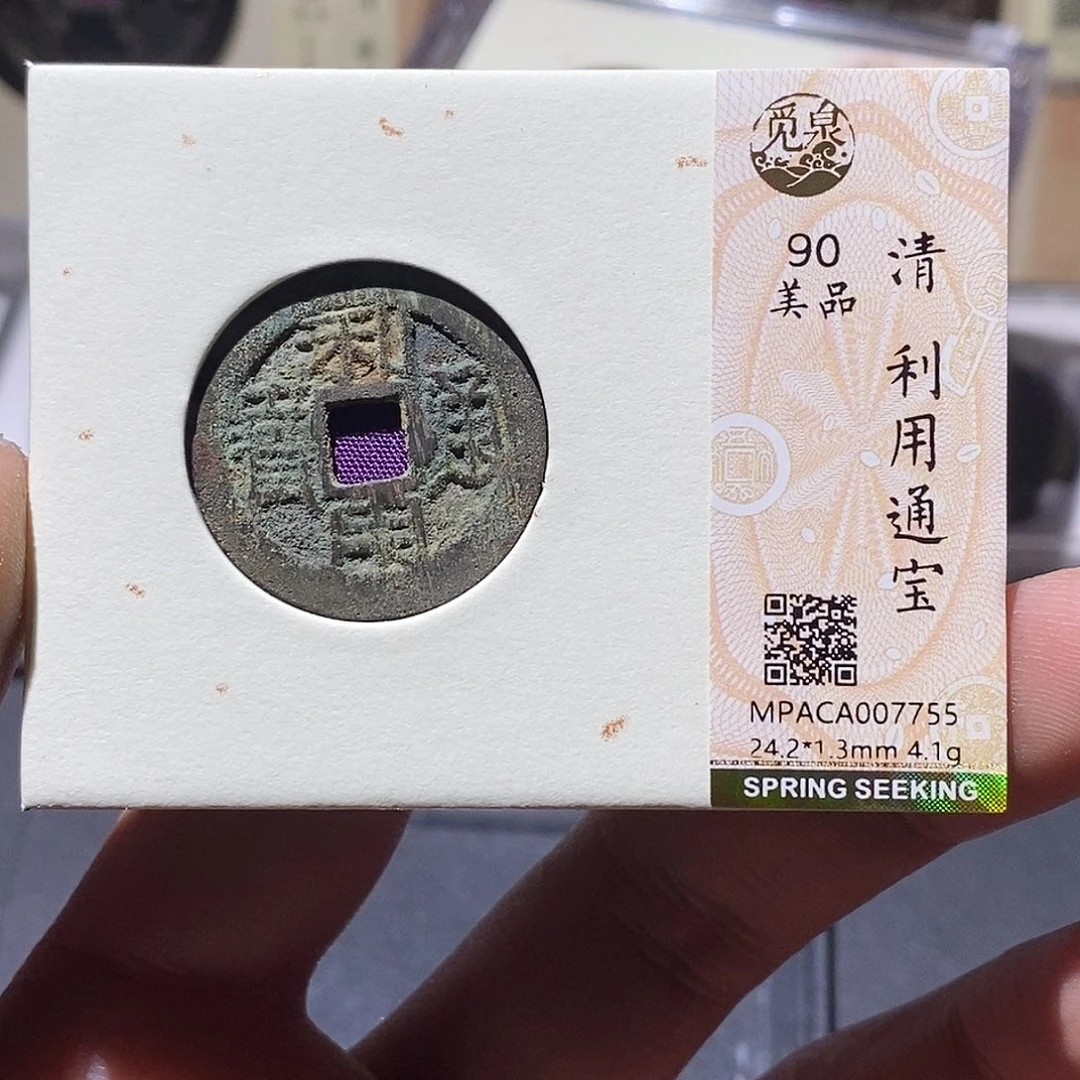 觅泉
90
美品
清 利用通宝
MPACA007755
24.2*1.3mm 4.1g
SPRING SEEKING